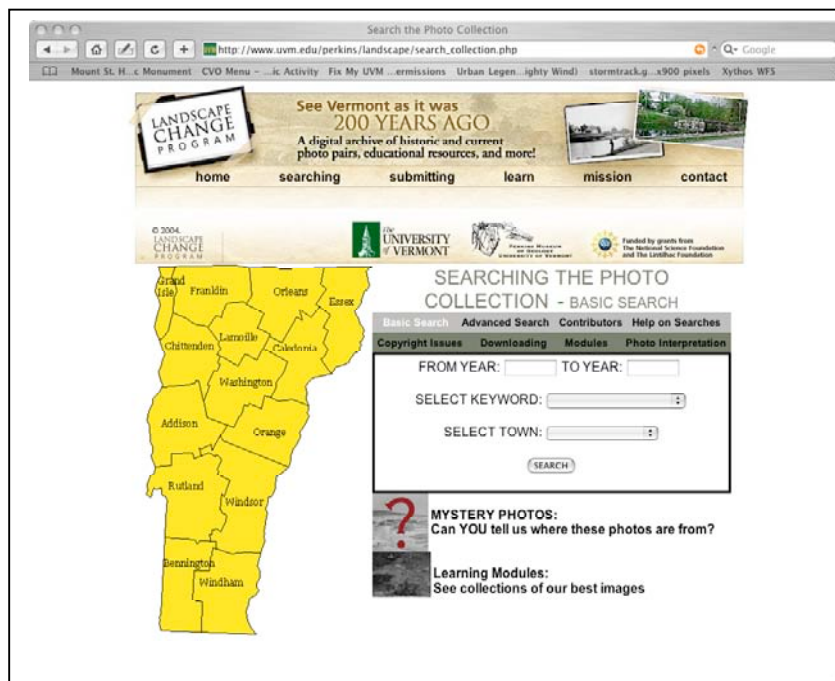 Search the Photo Collection
http://www.uvm.edu/perkins/landscape/search_collection.php
Google
Mount St. H...c Monument CVO Menu – ...ic Activity Fix My UVM ...ermissions Urban Legen...ighty Wind) stormtrack.g...x900 pixels Xythos WFS
LANDSCAPE
CHANGE
PROGRAM
See Vermont as it was
200 YEARS AGO
A digital archive of historic and current
photo pairs, educational resources, and more!
home searching submitting learn mission contact
© 2004.
LANDSCAPE
CHANGE
PROGRAM
The
UNIVERSITY
of VERMONT
PERKINS MUSEUM
OF GEOLOGY
UNIVERSITY OF VERMONT
Funded by grants from
The National Science Foundation
and The Lintilhac Foundation
SEARCHING THE PHOTO
COLLECTION - BASIC SEARCH
Basic Search Advanced Search Contributors Help on Searches
Copyright Issues Downloading Modules Photo Interpretation
FROM YEAR: TO YEAR:
SELECT KEYWORD:
SELECT TOWN:
SEARCH
Grand
Isle
Franklin
Orleans
Essex
Chittenden
Lamoille
Caledonia
Washington
Addison
Orange
Rutland
Windsor
Bennington
Windham
?
MYSTERY PHOTOS:
Can YOU tell us where these photos are from?
Learning Modules:
See collections of our best images